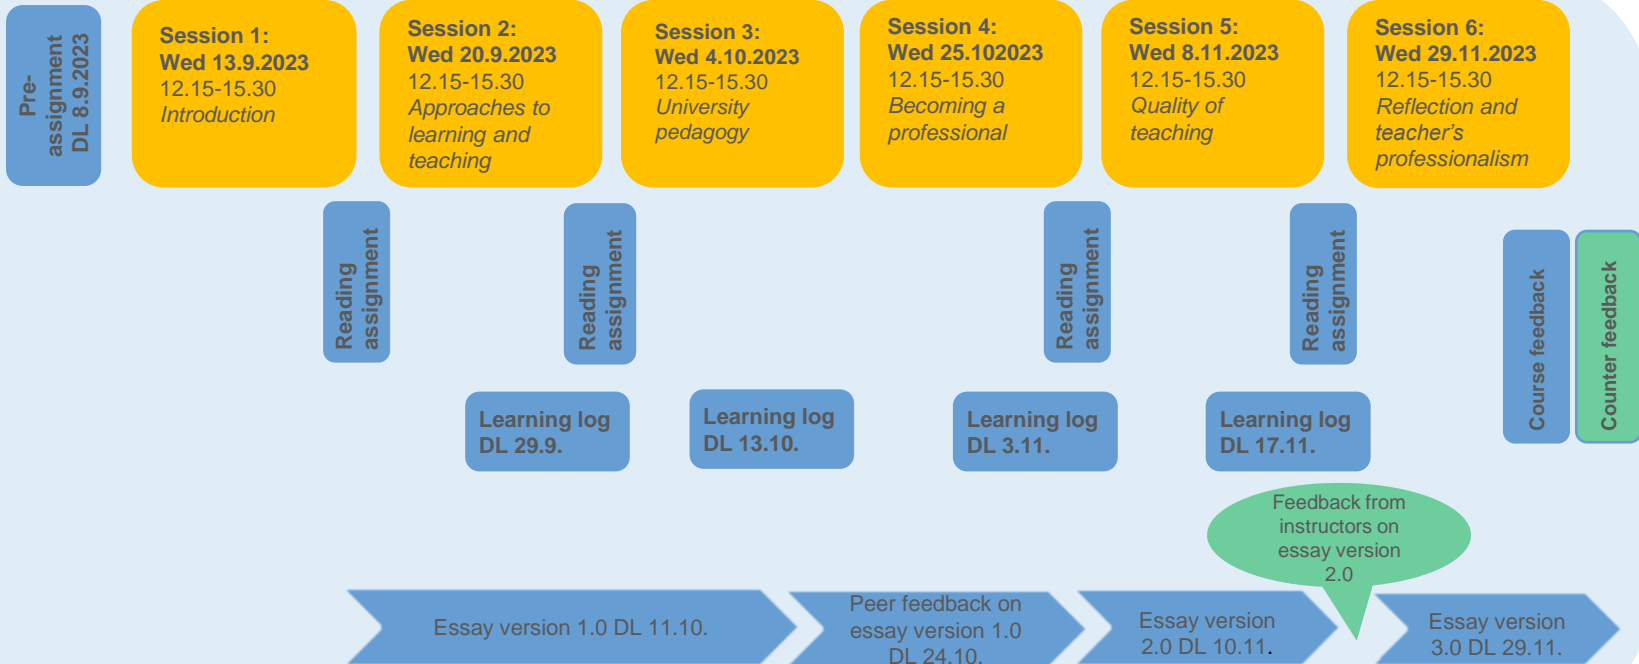 Pre-
assignment
DL 8.9.2023
Session 1:
Wed 13.9.2023
12.15-15.30
Introduction
Session 2:
Wed 20.9.2023
12.15-15.30
Approaches to
learning and
teaching
Session 3:
Wed 4.10.2023
12.15-15.30
University
pedagogy
Session 4:
Wed 25.102023
12.15-15.30
Becoming a
professional
Session 5:
Wed 8.11.2023
12.15-15.30
Quality of
teaching
Session 6:
Wed 29.11.2023
12.15-15.30
Reflection and
teacher's
professionalism
Reading
assignment
Reading
assignment
Reading
assignment
Reading
assignment
Course feedback
Counter feedback
Learning log
DL 29.9.
Learning log
DL 13.10.
Learning log
DL 3.11.
Learning log
DL 17.11.
Feedback from
instructors on
essay version
2.0
Essay version 1.0 DL 11.10.
Peer feedback on
essay version 1.0
DL 24.10.
Essay version
2.0 DL 10.11.
Essay version
3.0 DL 29.11.